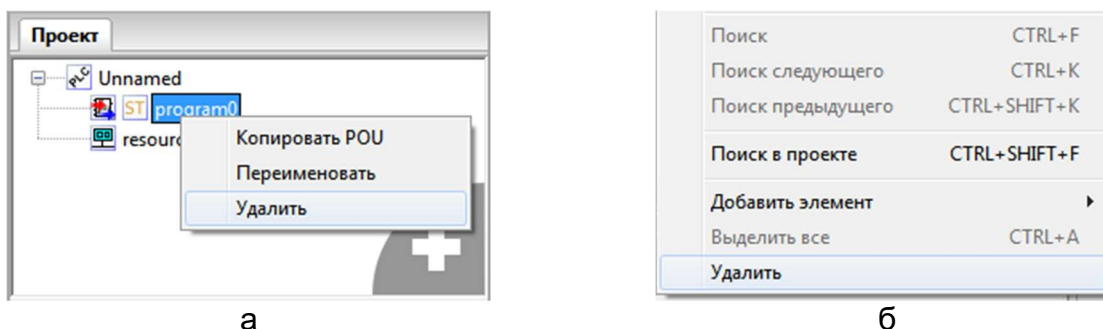 Проект
Unnamed
ST program0
resour
Копировать POU
Переименовать
Удалить
а
Поиск CTRL+F
Поиск следующего CTRL+K
Поиск предыдущего CTRL+SHIFT+K
Поиск в проекте CTRL+SHIFT+F
Добавить элемент
Выделить все CTRL+A
Удалить
б